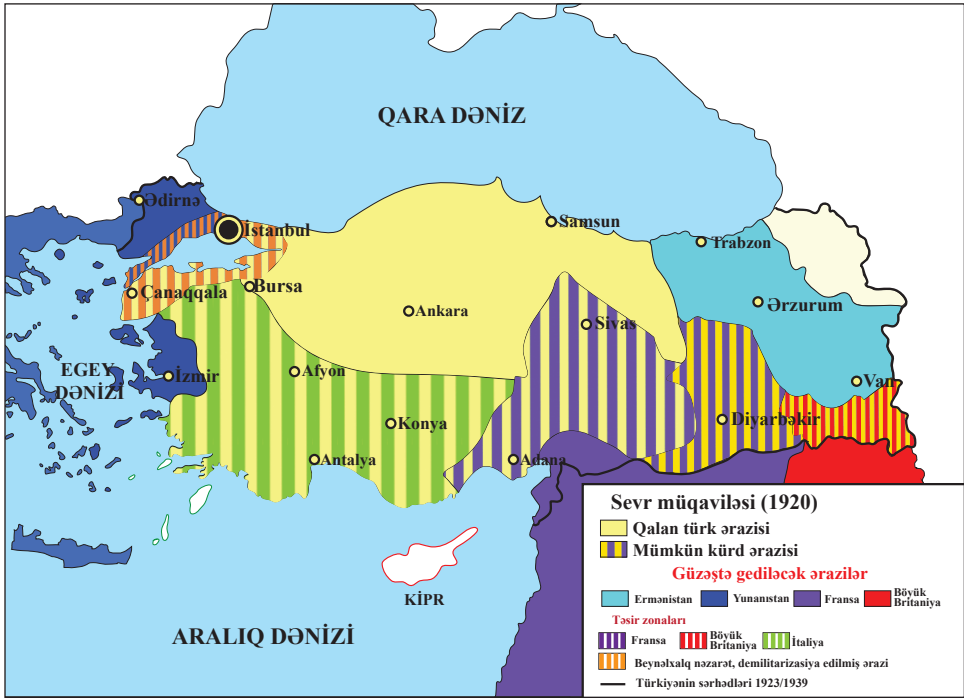 QARA DƏNİZ
Ədirnə
İstanbul
Samsun
Trabzon
Çanaqqala
Bursa
Ankara
Sivas
Ərzurum
EGEY
DƏNİZİ
İzmir
Afyon
Van
Konya
Diyarbəkir
Antalya
Adana
KİPR
ARALIQ DƏNİZİ
Sevr müqaviləsi (1920)
Qalan türk ərazisi
Mümkün kürd ərazisi
Güzəştə gediləcək ərazilər
Ermənistan
Yunanıstan
Fransa
Böyük
Britaniya
Təsir zonaları
Fransa
Böyük
Britaniya
İtaliya
Beynəlxalq nəzarət, demilitarizasiya edilmiş ərazi
Türkiyənin sərhədləri 1923/1939